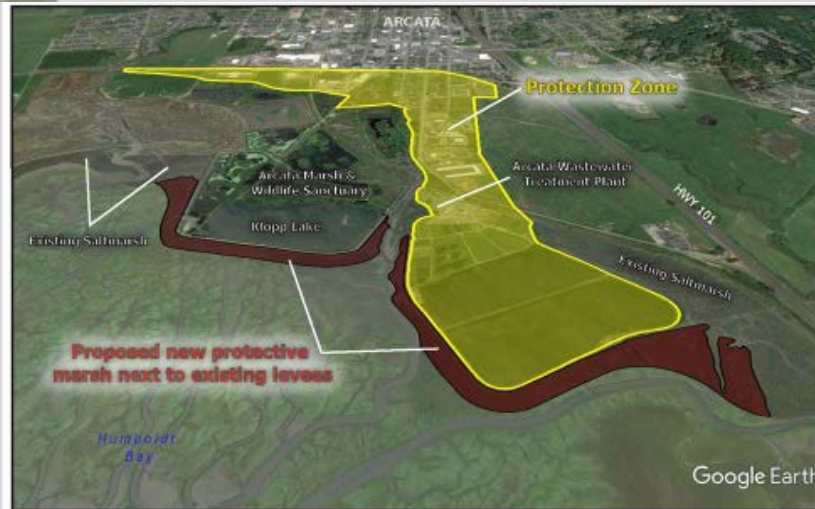 ARCATA
Protection Zone
Arcata Marsh &
Wildlife Sanctuary
Arcata Wastewater
Treatment Plant
HWY 101
Existing Saltmarsh
Klopp Lake
Existing Saltmarsh
Proposed new protective
marsh next to existing levees
Humboldt
Bay
Google Earth